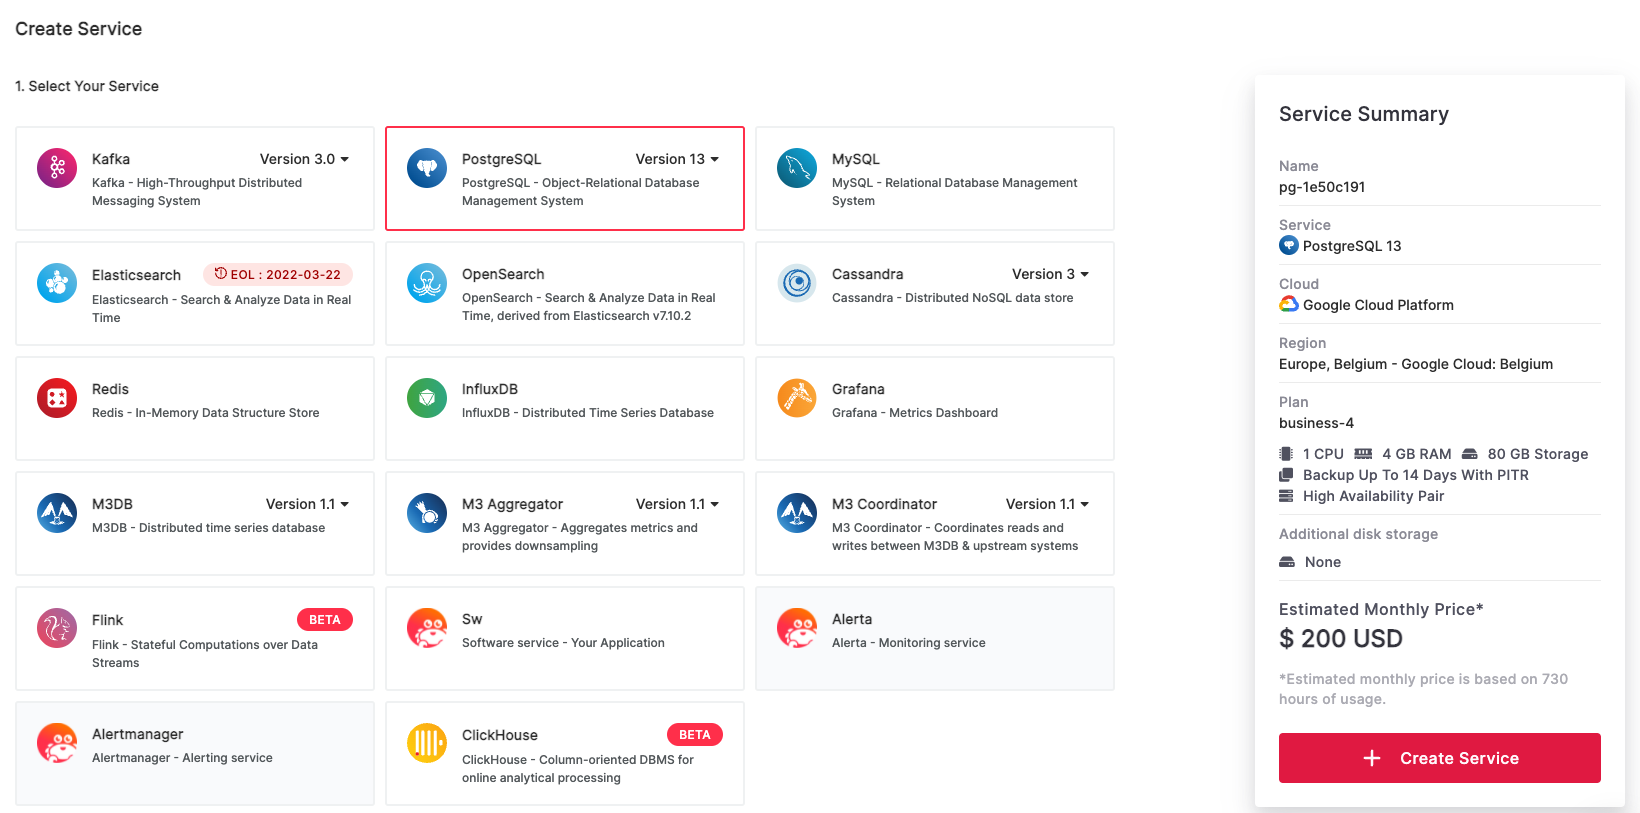 Create Service
1. Select Your Service
Kafka
Version 3.0
Kafka - High-Throughput Distributed
Messaging System
PostgreSQL
Version 13
PostgreSQL - Object-Relational Database
Management System
MySQL
MySQL - Relational Database Management
System
Elasticsearch
EOL : 2022-03-22
Elasticsearch - Search & Analyze Data in Real
Time
OpenSearch
OpenSearch - Search & Analyze Data in Real
Time, derived from Elasticsearch v7.10.2
Cassandra
Version 3
Cassandra - Distributed NoSQL data store
Redis
Redis - In-Memory Data Structure Store
InfluxDB
InfluxDB - Distributed Time Series Database
Grafana
Grafana - Metrics Dashboard
M3DB
Version 1.1
M3DB - Distributed time series database
M3 Aggregator
Version 1.1
M3 Aggregator - Aggregates metrics and
provides downsampling
M3 Coordinator
Version 1.1
M3 Coordinator - Coordinates reads and
writes between M3DB & upstream systems
Flink
BETA
Flink - Stateful Computations over Data
Streams
Sw
Software service - Your Application
Alerta
Alerta - Monitoring service
Alertmanager
Alertmanager - Alerting service
ClickHouse
BETA
ClickHouse - Column-oriented DBMS for
online analytical processing
Service Summary
Name
pg-1e50c191
Service
PostgreSQL 13
Cloud
Google Cloud Platform
Region
Europe, Belgium - Google Cloud: Belgium
Plan
business-4
1 CPU 4 GB RAM 80 GB Storage
Backup Up To 14 Days With PITR
High Availability Pair
Additional disk storage
None
Estimated Monthly Price*
$ 200 USD
*Estimated monthly price is based on 730
hours of usage.
+ Create Service